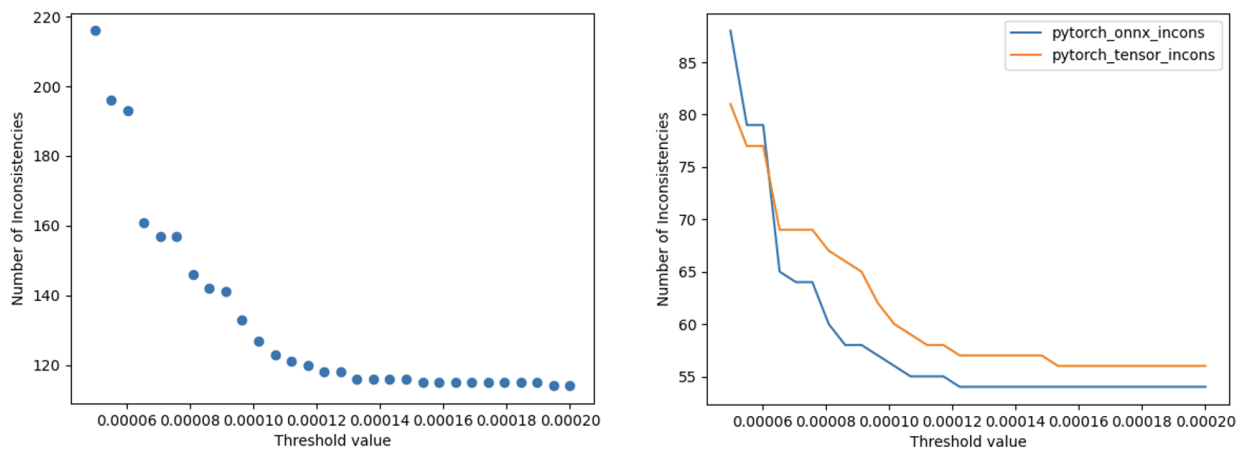 220
200
180
160
140
120
Number of Inconsistencies
0.00006 0.00008 0.00010 0.00012 0.00014 0.00016 0.00018 0.00020
Threshold value
pytorch_onnx_incons
pytorch_tensor_incons
85
80
75
70
65
60
55
Number of Inconsistencies
0.00006 0.00008 0.00010 0.00012 0.00014 0.00016 0.00018 0.00020
Threshold value